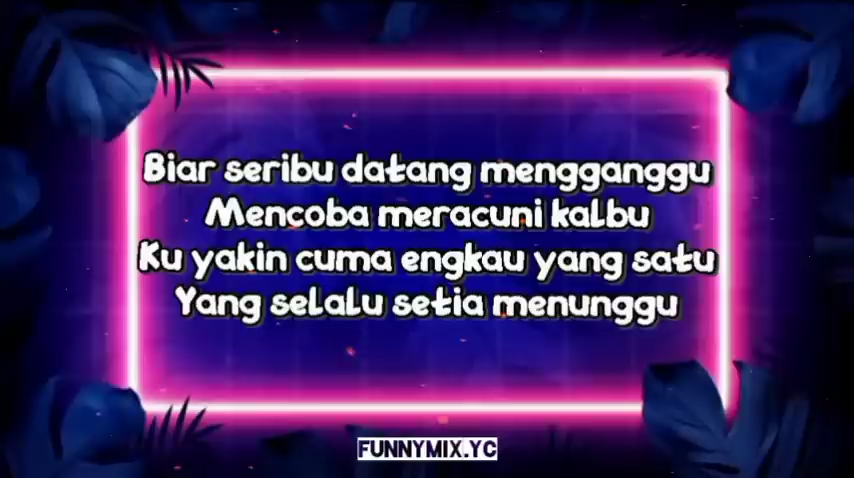 Biar seribu datang mengganggu
Mencoba meracuni kalbu
Ku yakin cuma engkau yang satu
Yang selalu setia menunggu
FUNNYMIX.YC